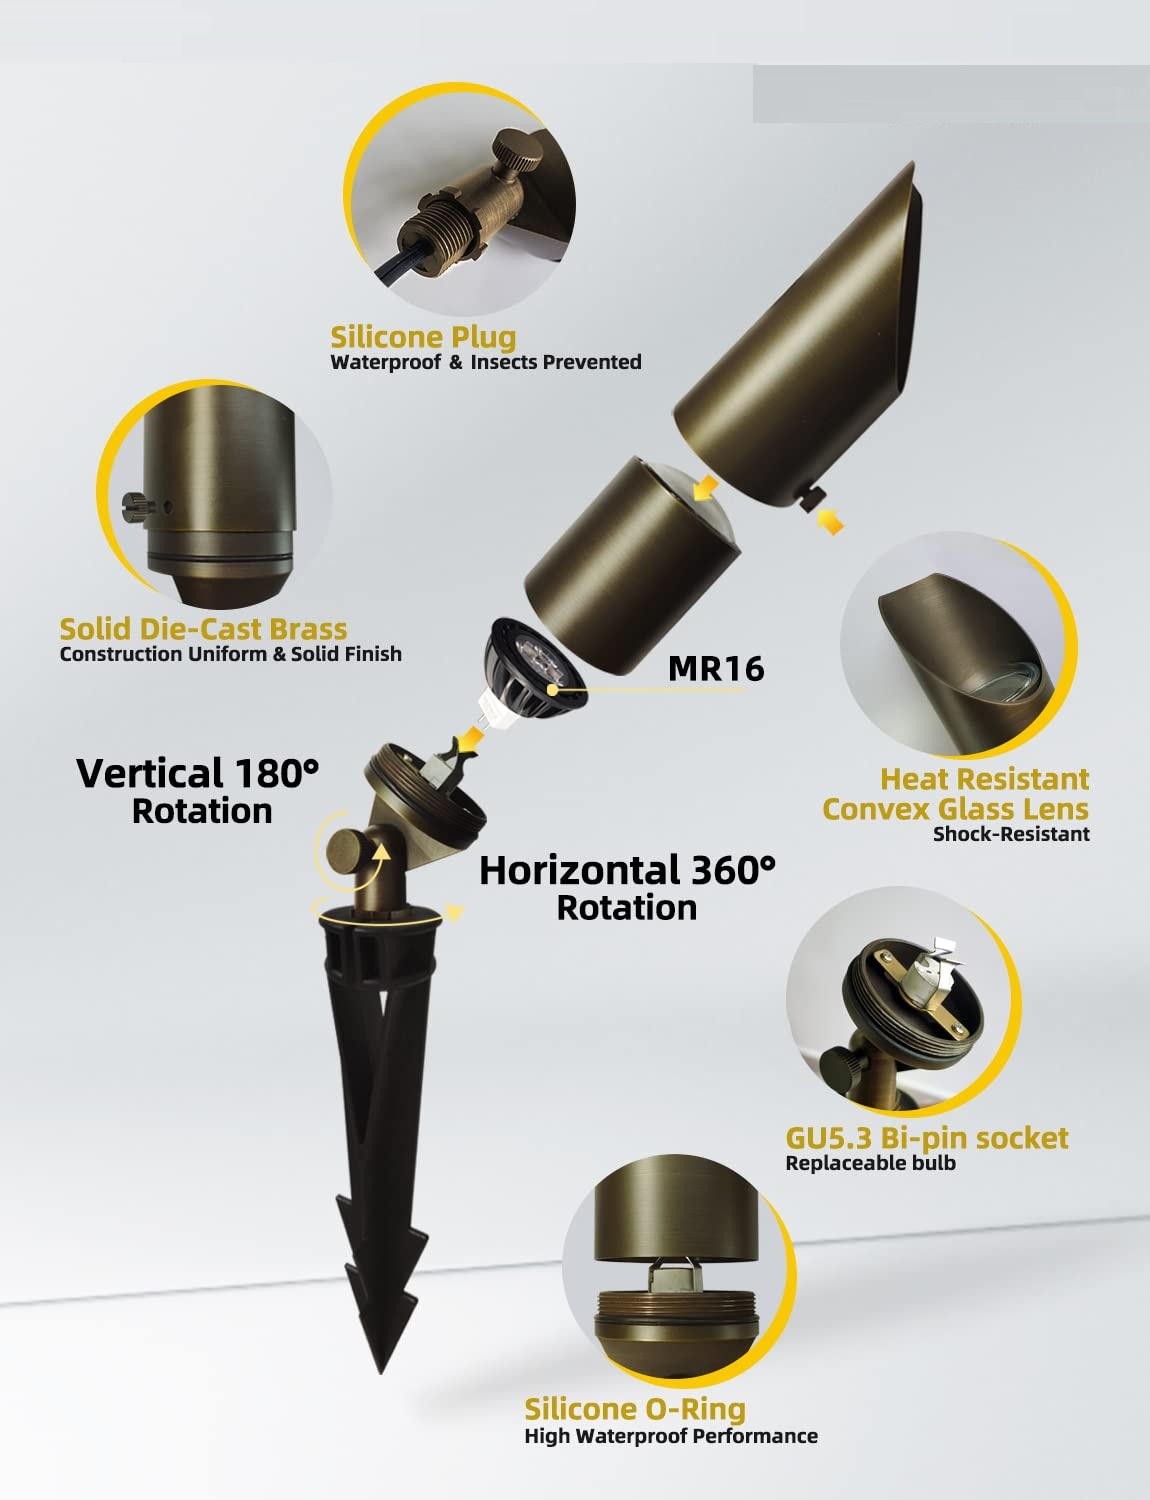 Silicone Plug
Waterproof & Insects Prevented
Solid Die-Cast Brass
Construction Uniform & Solid Finish
MR16
Vertical 180°
Rotation
Heat Resistant
Convex Glass Lens
Shock-Resistant
Horizontal 360°
Rotation
GU5.3 Bi-pin socket
Replaceable bulb
Silicone O-Ring
High Waterproof Performance